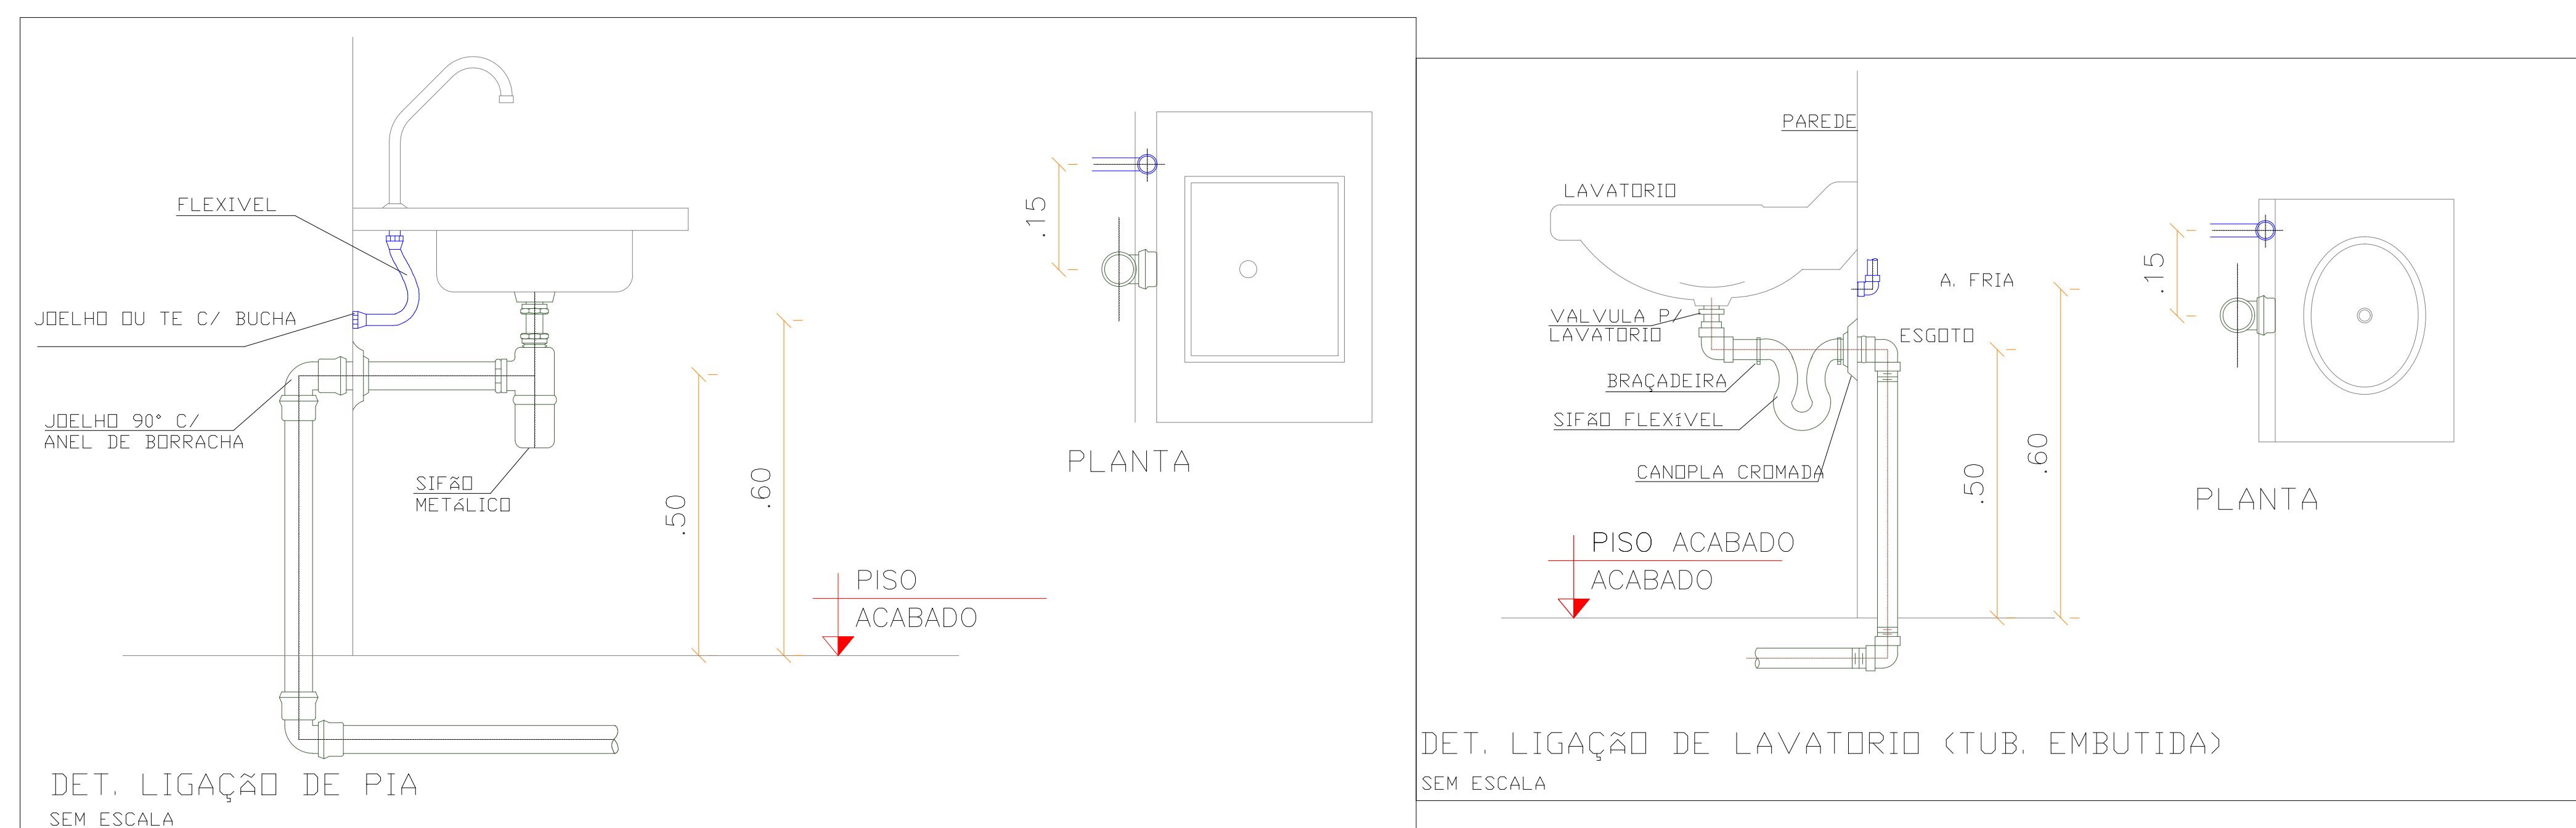 FLEXIVEL
JOELHO OU TE C/ BUCHA
JOELHO 90° C/
ANEL DE BORRACHA
SIFÃO
METÁLICO
.50
.60
PISO
ACABADO
.15
PLANTA
DET. LIGAÇÃO DE PIA
SEM ESCALA
PAREDE
LAVATORIO
A. FRIA
VALVULA P/
LAVATORIO
ESGOTO
BRAÇADEIRA
SIFÃO FLEXíVEL
CANOPLA CROMADA
.50
.60
PISO ACABADO
ACABADO
.15
PLANTA
DET. LIGAÇÃO DE LAVATORIO (TUB. EMBUTIDA)
SEM ESCALA